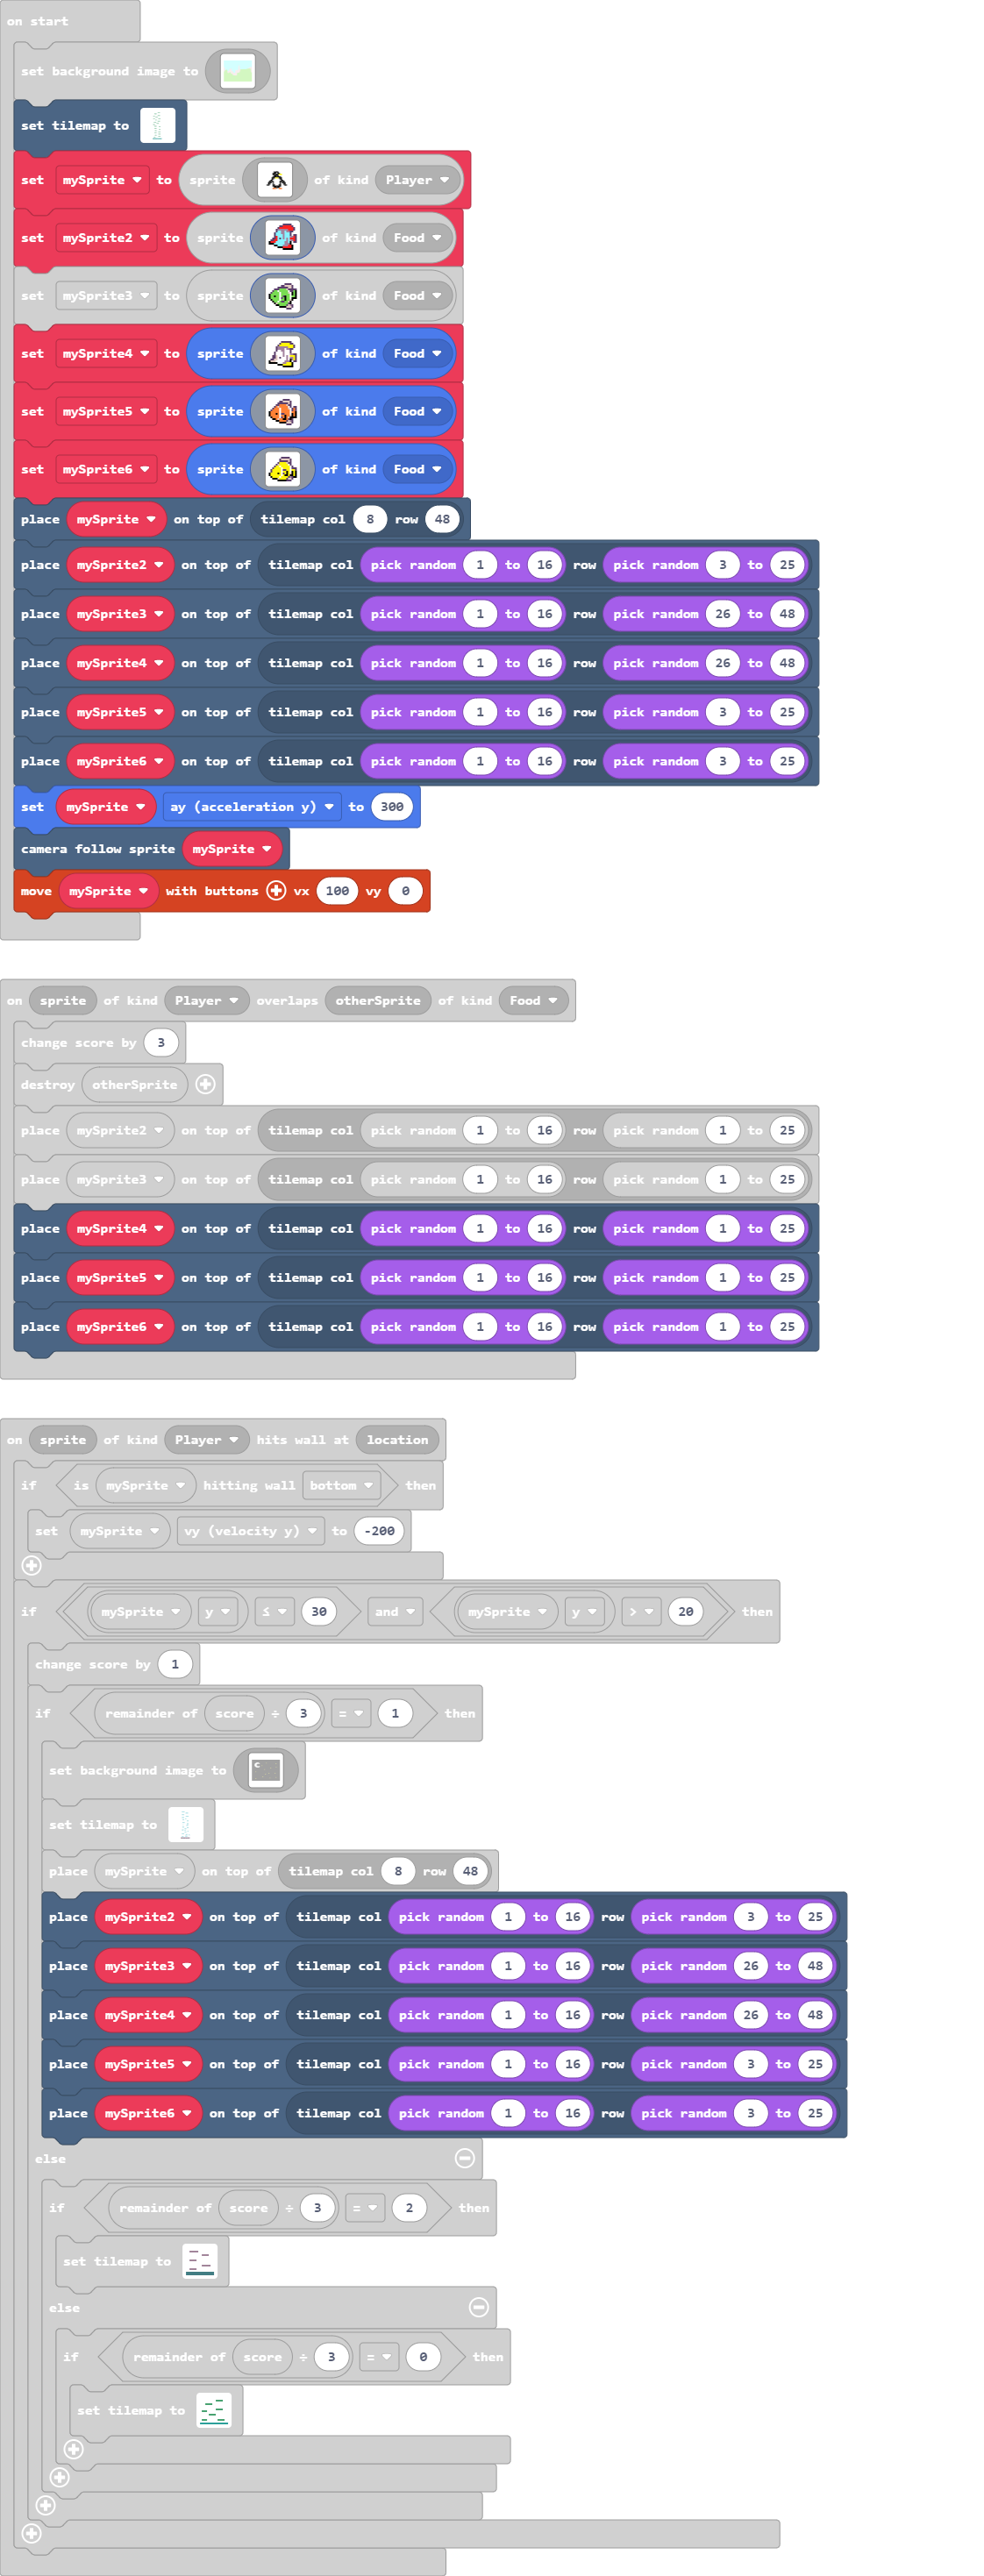 on start
set background image to
set tilemap to
set mySprite to sprite of kind Player
set mySprite2 to sprite of kind Food
set mySprite3 to sprite of kind Food
set mySprite4 to sprite of kind Food
set mySprite5 to sprite of kind Food
set mySprite6 to sprite of kind Food
place mySprite on top of tilemap col 8 row 48
place mySprite2 on top of tilemap col pick random 1 to 16 row pick random 3 to 25
place mySprite3 on top of tilemap col pick random 1 to 16 row pick random 26 to 48
place mySprite4 on top of tilemap col pick random 1 to 16 row pick random 26 to 48
place mySprite5 on top of tilemap col pick random 1 to 16 row pick random 3 to 25
place mySprite6 on top of tilemap col pick random 1 to 16 row pick random 3 to 25
set mySprite ay (acceleration y) to 300
camera follow sprite mySprite
move mySprite with buttons vx 100 vy 0
on sprite of kind Player overlaps otherSprite of kind Food
change score by 3
destroy otherSprite
place mySprite2 on top of tilemap col pick random 1 to 16 row pick random 1 to 25
place mySprite3 on top of tilemap col pick random 1 to 16 row pick random 1 to 25
place mySprite4 on top of tilemap col pick random 1 to 16 row pick random 1 to 25
place mySprite5 on top of tilemap col pick random 1 to 16 row pick random 1 to 25
place mySprite6 on top of tilemap col pick random 1 to 16 row pick random 1 to 25
on sprite of kind Player hits wall at location
if is mySprite hitting wall bottom then
set mySprite vy (velocity y) to -200
if mySprite y ≤ 30 and mySprite y > 20 then
change score by 1
if remainder of score ÷ 3 = 1 then
set background image to
set tilemap to
place mySprite on top of tilemap col 8 row 48
place mySprite2 on top of tilemap col pick random 1 to 16 row pick random 3 to 25
place mySprite3 on top of tilemap col pick random 1 to 16 row pick random 26 to 48
place mySprite4 on top of tilemap col pick random 1 to 16 row pick random 26 to 48
place mySprite5 on top of tilemap col pick random 1 to 16 row pick random 3 to 25
place mySprite6 on top of tilemap col pick random 1 to 16 row pick random 3 to 25
else
if remainder of score ÷ 3 = 2 then
set tilemap to
else
if remainder of score ÷ 3 = 0 then
set tilemap to